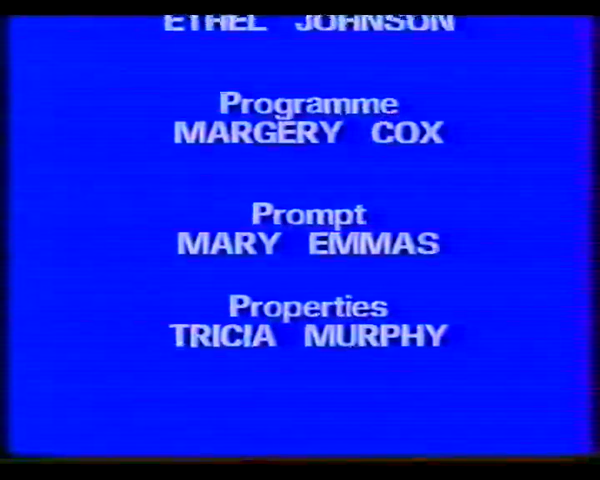 ETHEL JOHNSON
Programme
MARGERY COX
Prompt
MARY EMMAS
Properties
TRICIA MURPHY